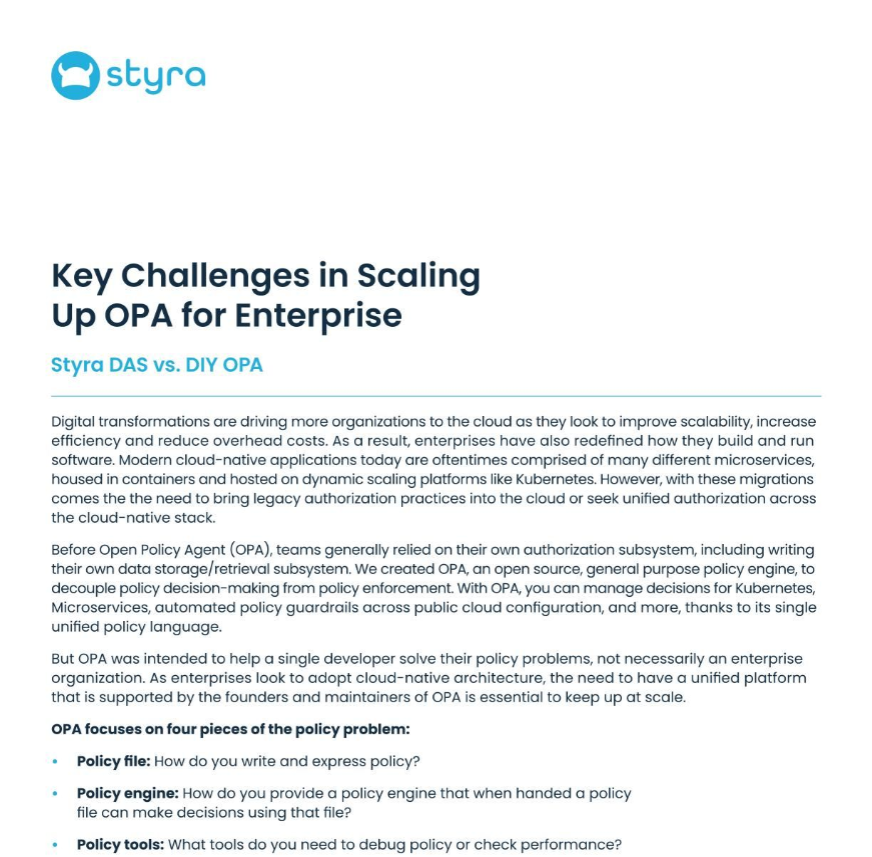 styra
Key Challenges in Scaling
Up OPA for Enterprise
Styra DAS vs. DIY OPA
Digital transformations are driving more organizations to the cloud as they look to improve scalability, increase
efficiency and reduce overhead costs. As a result, enterprises have also redefined how they build and run
software. Modern cloud-native applications today are oftentimes comprised of many different microservices,
housed in containers and hosted on dynamic scaling platforms like Kubernetes. However, with these migrations
comes the the need to bring legacy authorization practices into the cloud or seek unified authorization across
the cloud-native stack.
Before Open Policy Agent (OPA), teams generally relied on their own authorization subsystem, including writing
their own data storage/retrieval subsystem. We created OPA, an open source, general purpose policy engine, to
decouple policy decision-making from policy enforcement. With OPA, you can manage decisions for Kubernetes,
Microservices, automated policy guardrails across public cloud configuration, and more, thanks to its single
unified policy language.
But OPA was intended to help a single developer solve their policy problems, not necessarily an enterprise
organization. As enterprises look to adopt cloud-native architecture, the need to have a unified platform
that is supported by the founders and maintainers of OPA is essential to keep up at scale.
OPA focuses on four pieces of the policy problem:
• Policy file: How do you write and express policy?
• Policy engine: How do you provide a policy engine that when handed a policy
file can make decisions using that file?
• Policy tools: What tools do you need to debug policy or check performance?